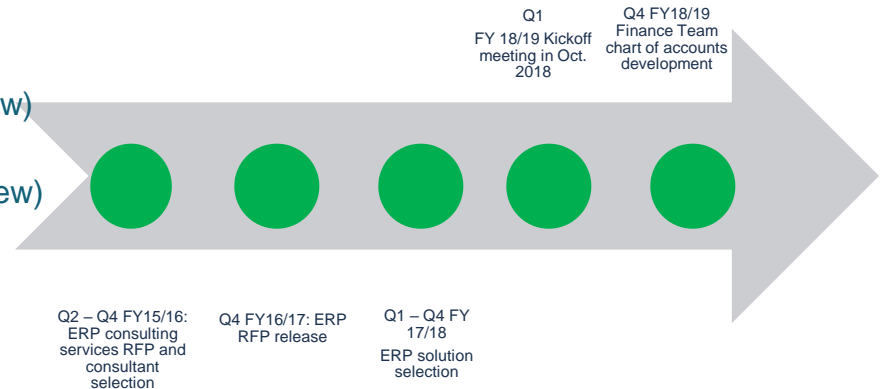 Q1
FY 18/19 Kickoff
meeting in Oct.
2018
Q4 FY18/19
Finance Team
chart of accounts
development
w)
ew)
Q2 – Q4 FY15/16:
ERP consulting
services RFP and
consultant
selection
Q4 FY16/17: ERP
RFP release
Q1 – Q4 FY
17/18
ERP solution
selection